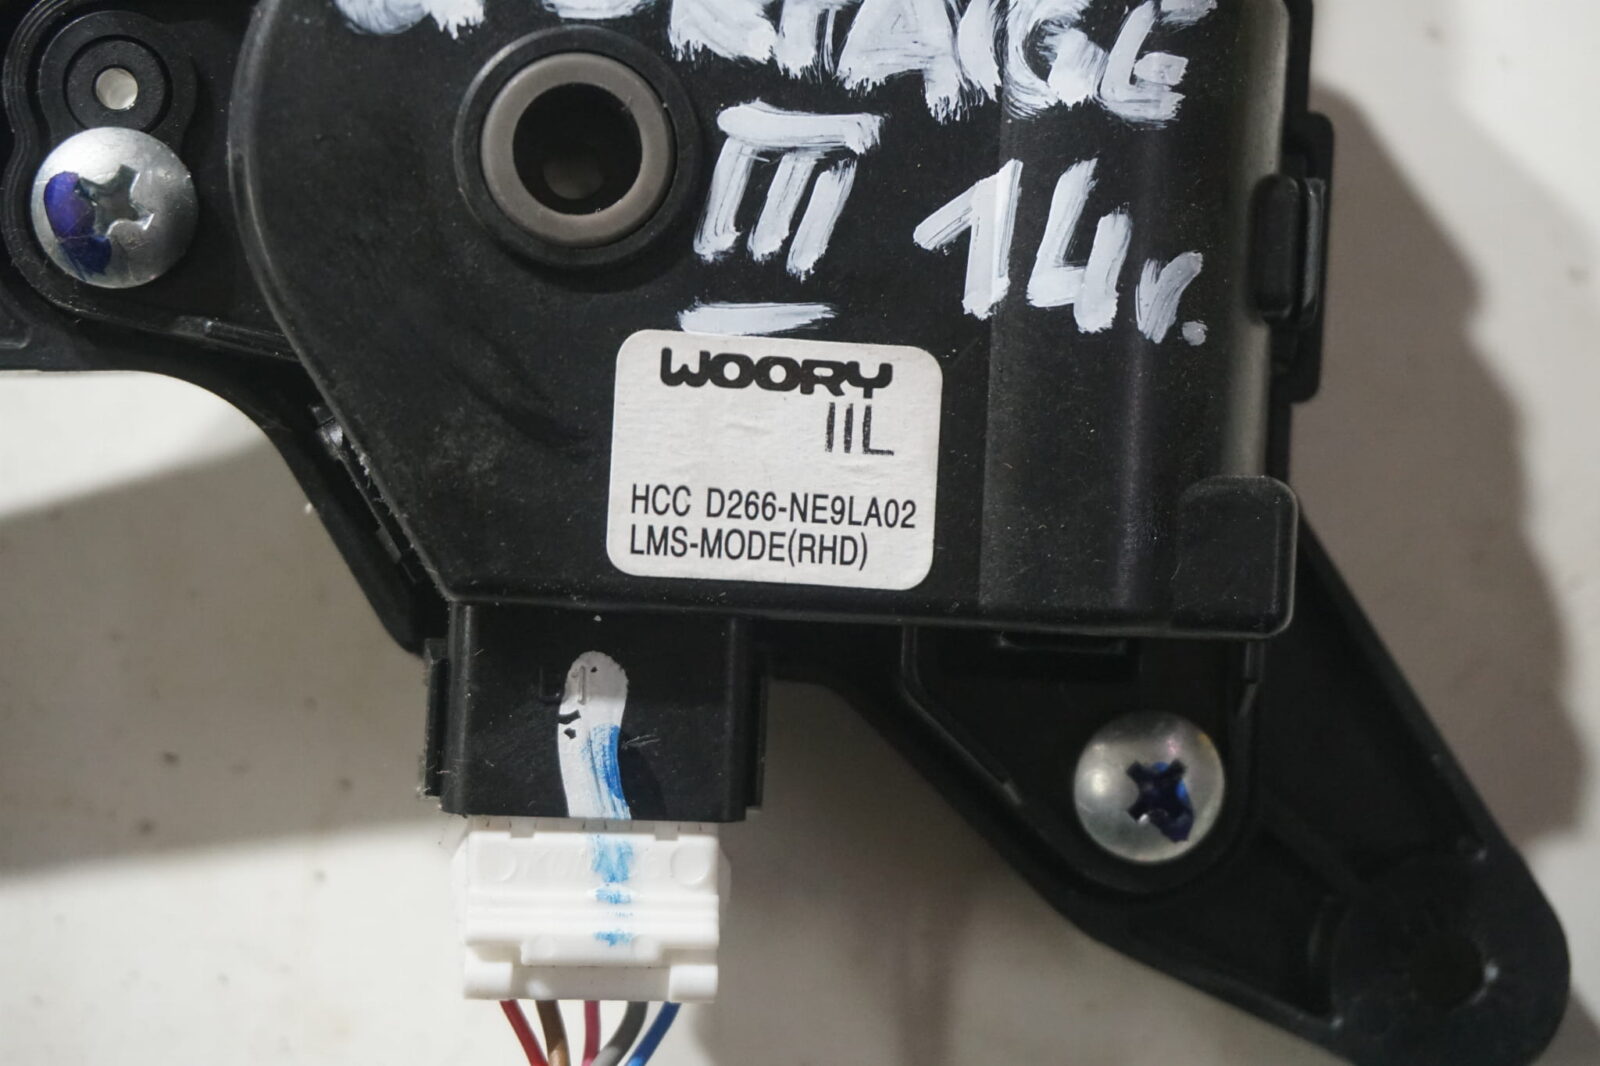 III 14r.
WOORY
IIL
HCC D266-NE9LA02
LMS-MODE(RHD)